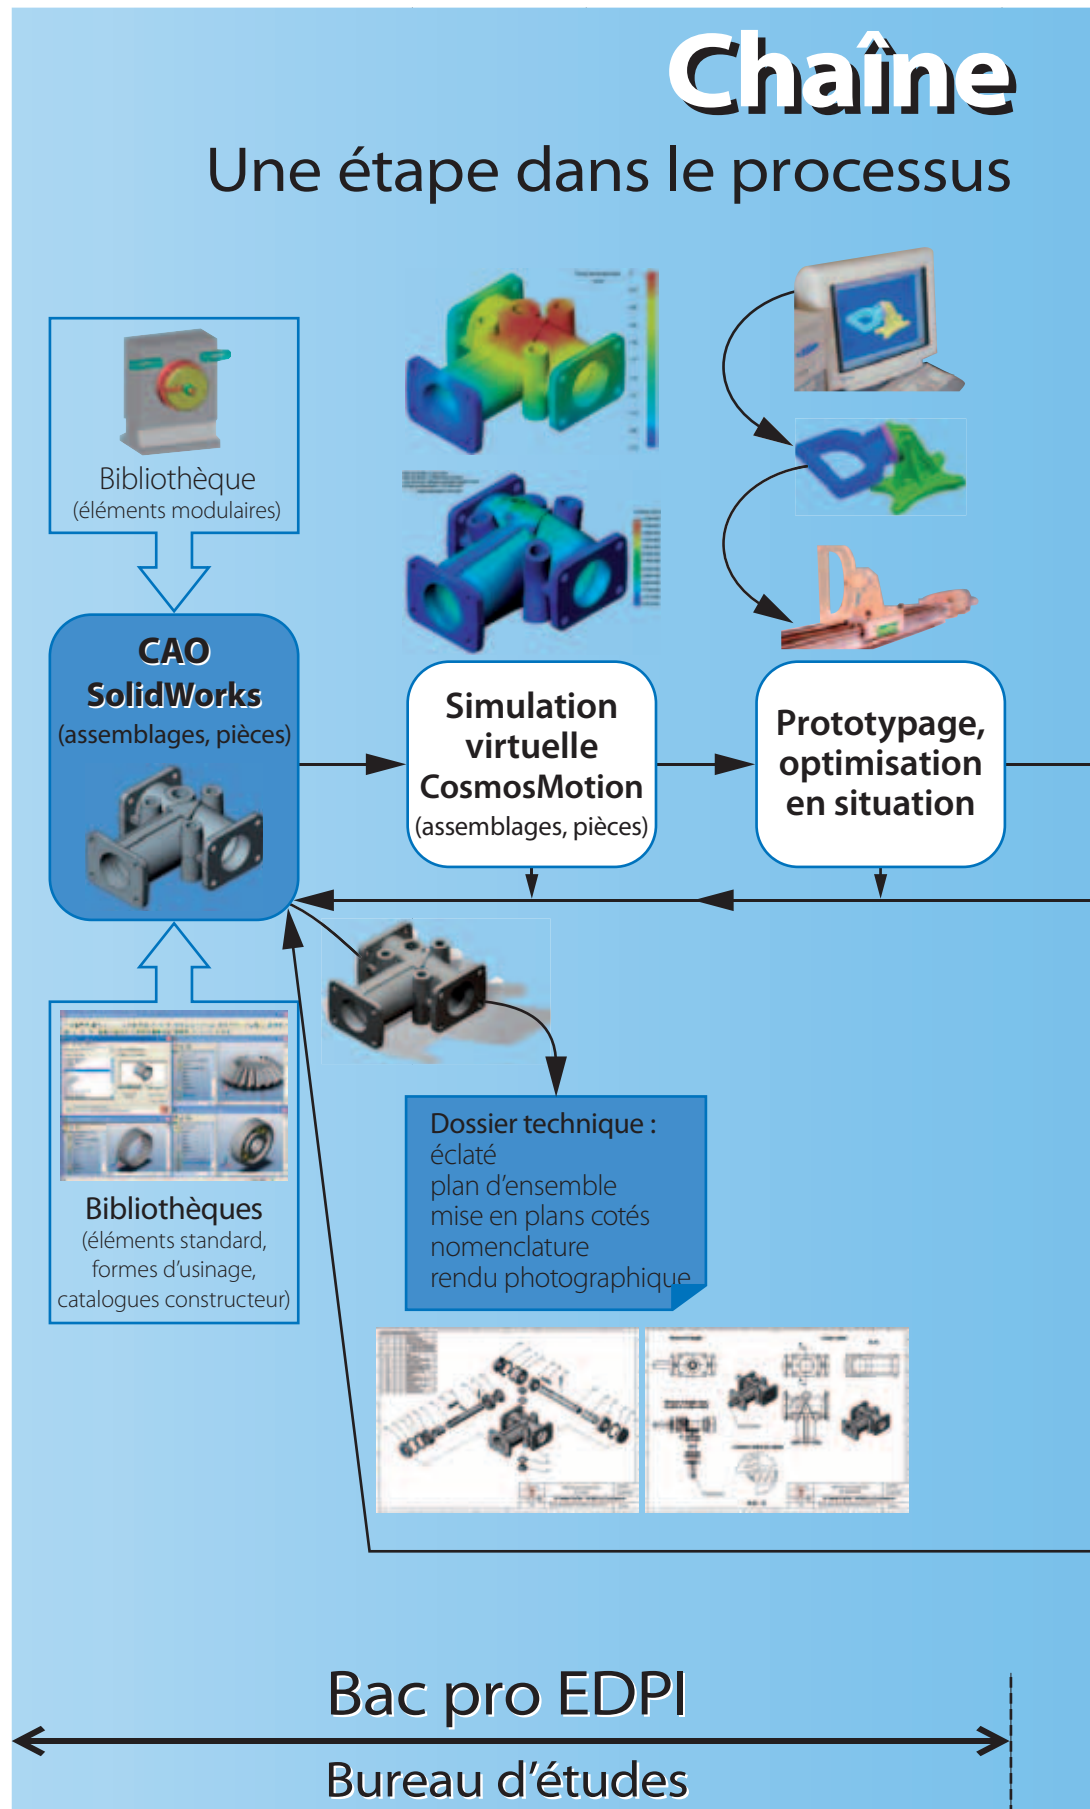 Chaîne
Une étape dans le processus
Bibliothèque
(éléments modulaires)
CAO
SolidWorks
(assemblages, pièces)
Simulation
virtuelle
CosmosMotion
(assemblages, pièces)
Prototypage,
optimisation
en situation
Bibliothèques
(éléments standard,
formes d'usinage,
catalogues constructeur)
Dossier technique :
éclaté
plan d'ensemble
mise en plans cotés
nomenclature
rendu photographique
Bac pro EDPI
Bureau d'études